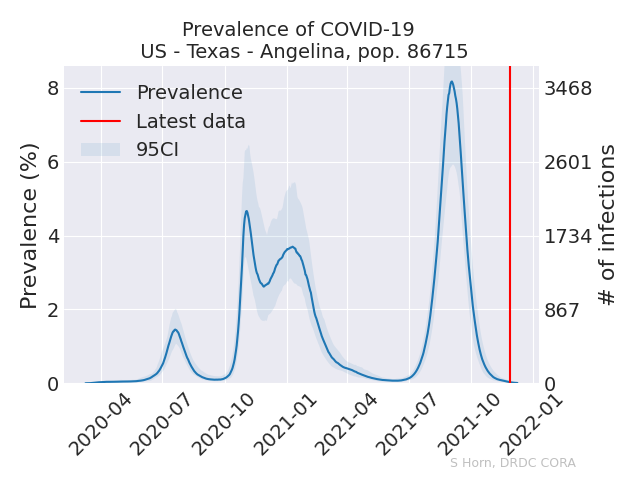 Prevalence of COVID-19
US - Texas - Angelina, pop. 86715
Prevalence
Latest data
95CI
Prevalence (%)
8
6
4
2
0
# of infections
3468
2601
1734
867
0
2020-04
2020-07
2020-10
2021-01
2021-04
2021-07
2021-10
2022-01
S Horn, DRDC CORA